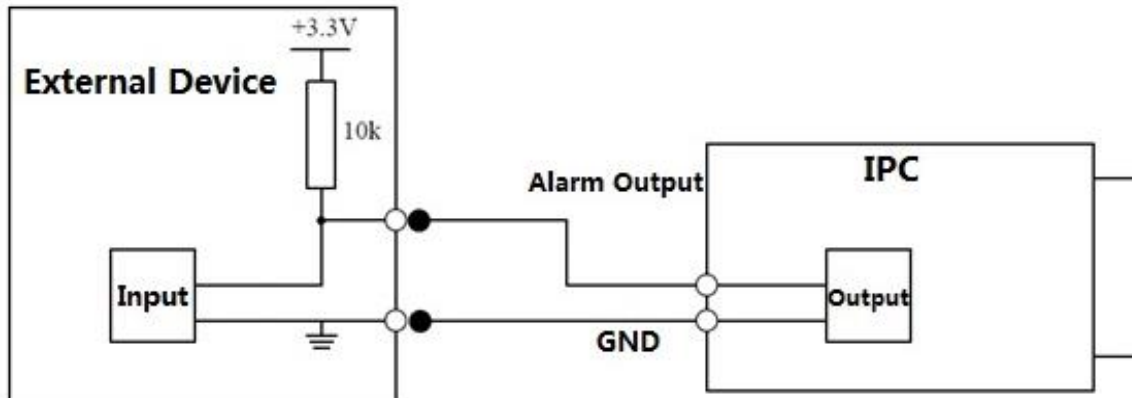 +3.3V
External Device
10k
Alarm Output
IPC
Input
Output
GND